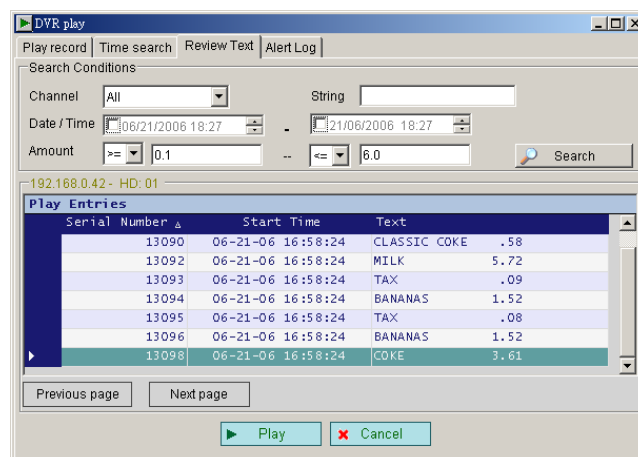 DVR play
Play record Time search Review Text Alert Log
Search Conditions
Channel All String
Date / Time 06/21/2006 18:27 - 21/06/2006 18:27
Amount >= 0.1 -- <= 6.0 Search
192.168.0.42 - HD: 01
Play Entries
Serial Number Start Time Text
13090 06-21-06 16:58:24 CLASSIC COKE .58
13092 06-21-06 16:58:24 MILK 5.72
13093 06-21-06 16:58:24 TAX .09
13094 06-21-06 16:58:24 BANANAS 1.52
13095 06-21-06 16:58:24 TAX .08
13096 06-21-06 16:58:24 BANANAS 1.52
13098 06-21-06 16:58:24 COKE 3.61
Previous page Next page
Play Cancel